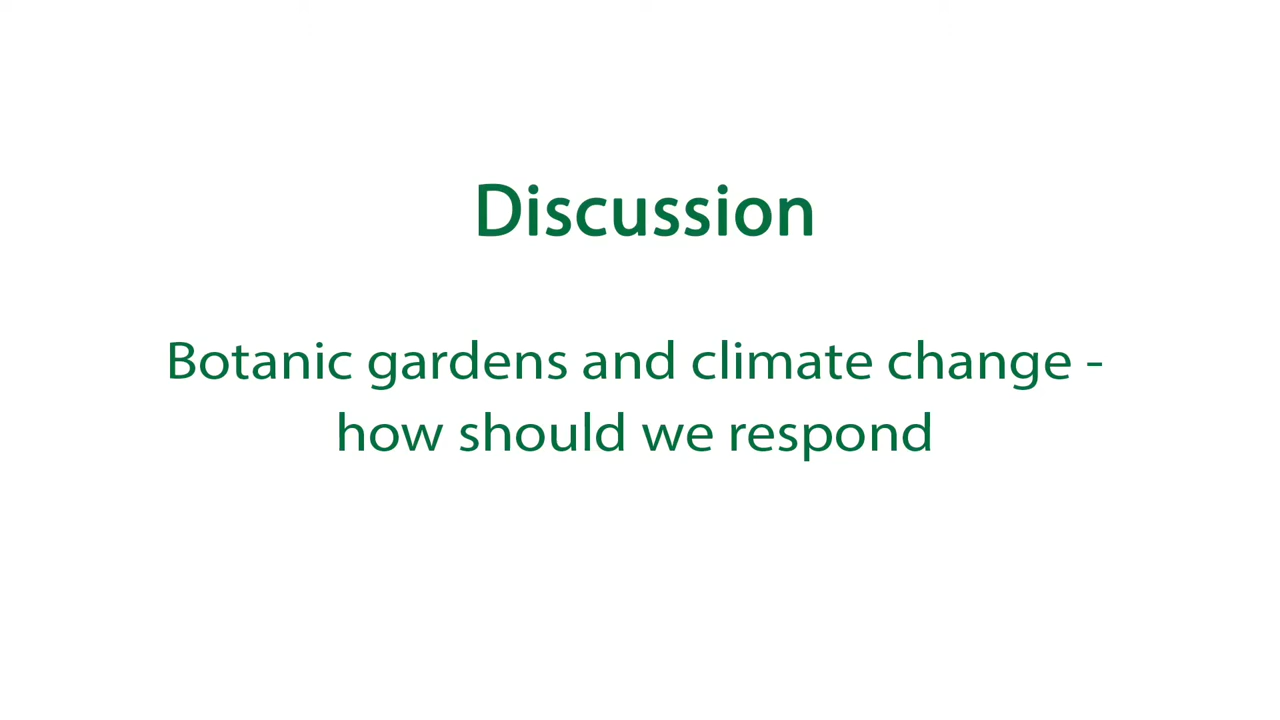 Discussion
Botanic gardens and climate change -
how should we respond